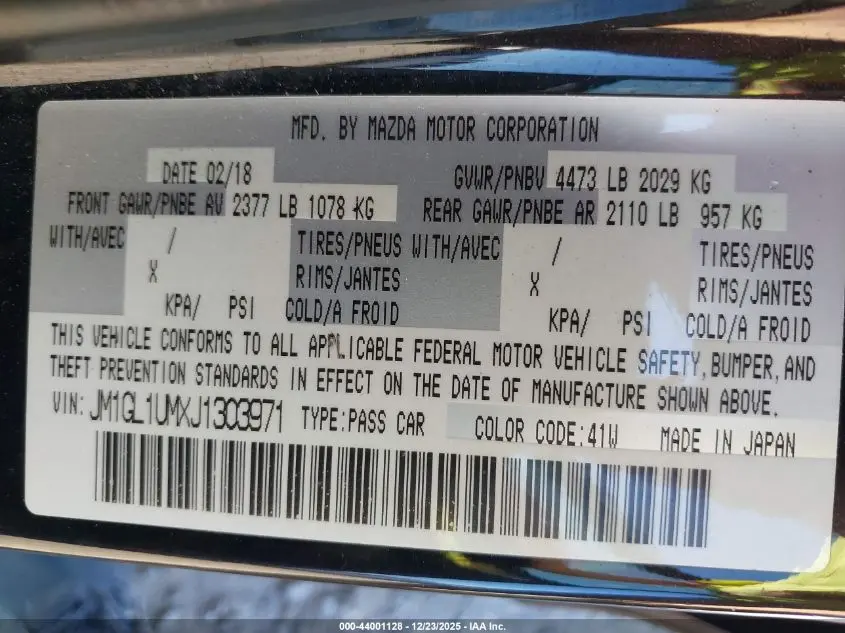 MFD. BY MAZDA MOTOR CORPORATION
DATE 02/18 GVWR/PNBV 4473 LB 2029 KG
FRONT GAWR/PNBE AV 2377 LB 1078 KG REAR GAWR/PNBE AR 2110 LB 957 KG
WITH/AVEC / TIRES/PNEUS WITH/AVEC / TIRES/PNEUS
X RIMS/JANTES X RIMS/JANTES
KPA/ PSI COLD/A FROID KPA/ PSI COLD/A FROID
THIS VEHICLE CONFORMS TO ALL APPLICABLE FEDERAL MOTOR VEHICLE SAFETY, BUMPER, AND
THEFT PREVENTION STANDARDS IN EFFECT ON THE DATE OF MANUFACTURE SHOWN ABOVE.
VIN: JM1GL1UMXJ1303971 TYPE:PASS CAR COLOR CODE:41W MADE IN JAPAN
000-44001128 - 12/23/2025 - IAA Inc.